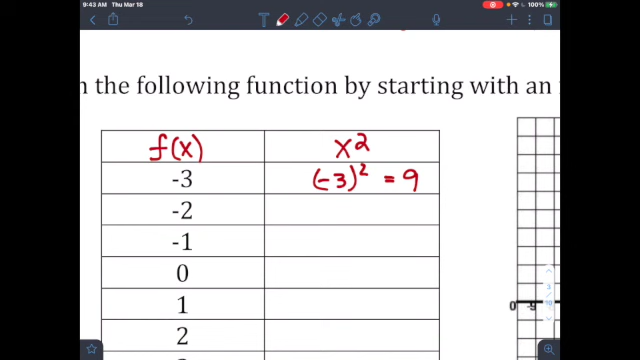 9:43 AM Thu Mar 18
100%
n the following function by starting with an
f(x) x²
-3 (-3)² = 9
-2
-1
0
1
2
0 -9